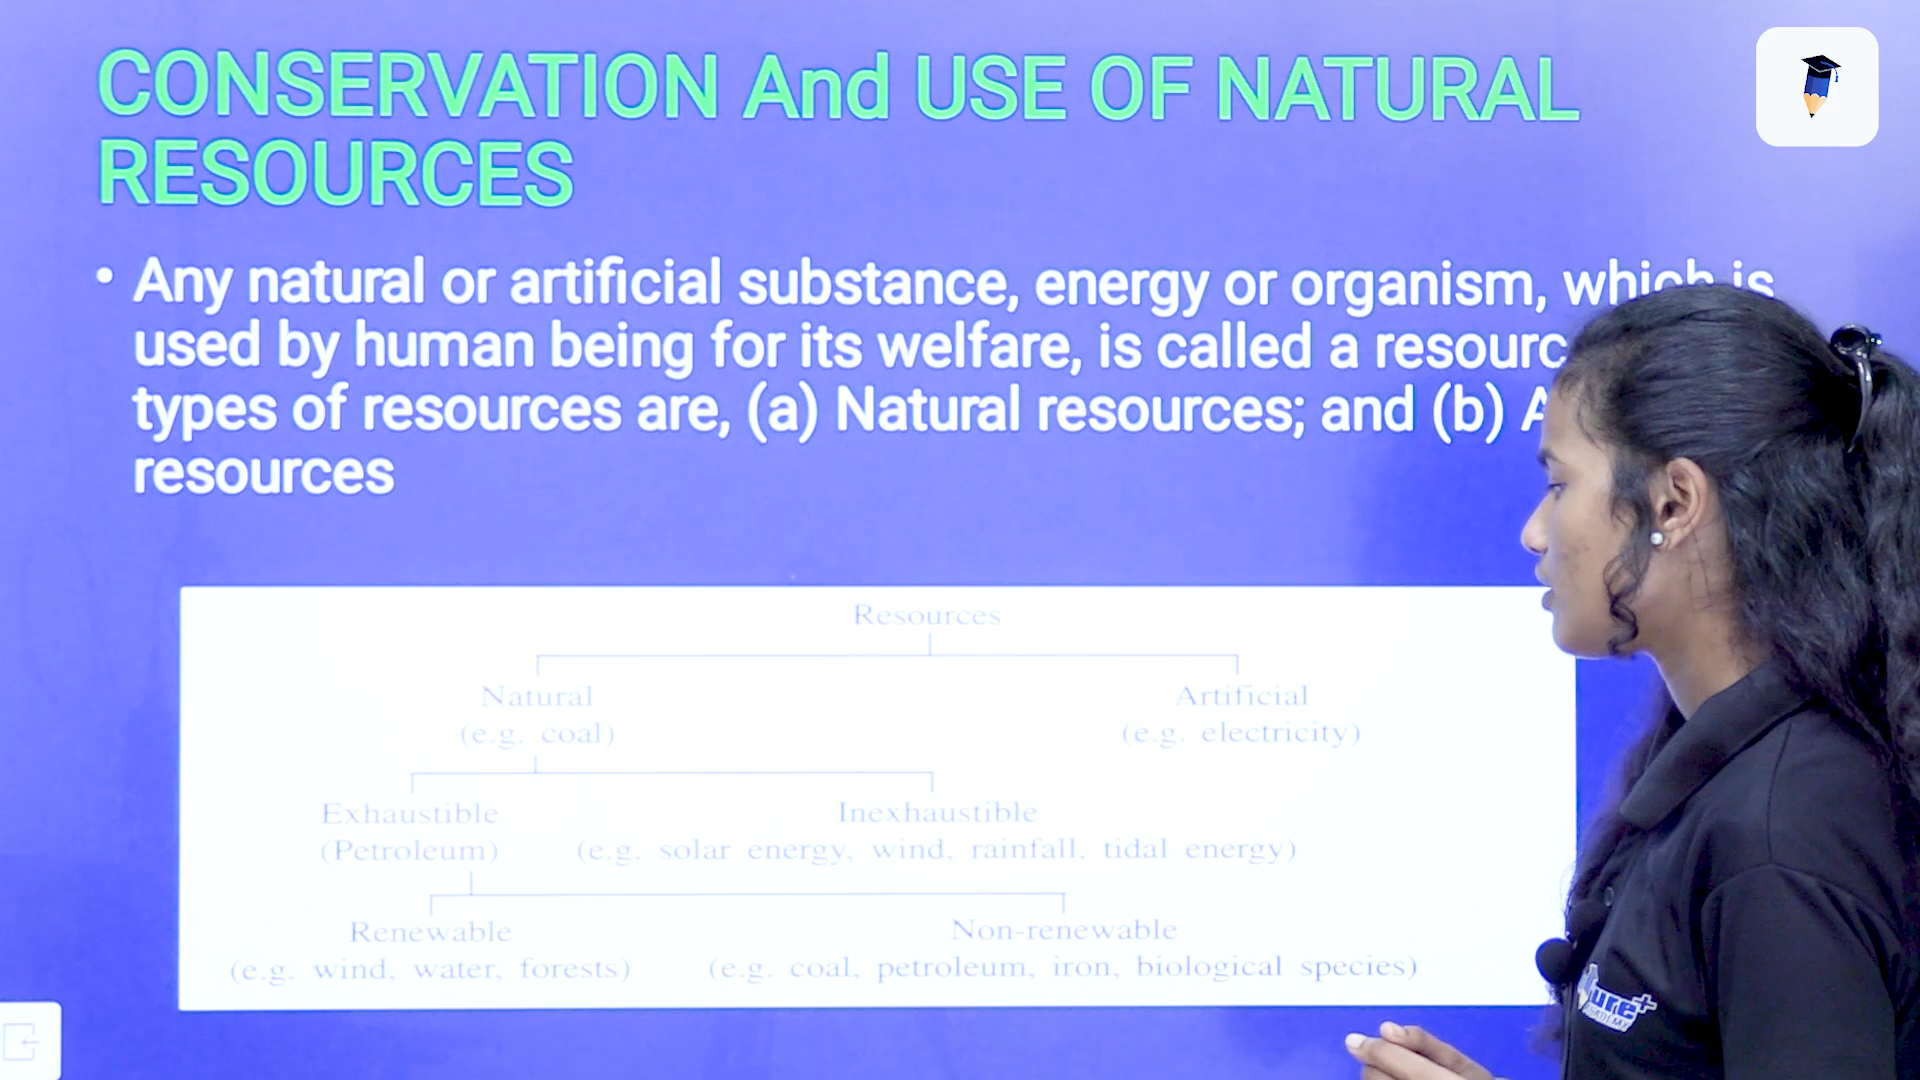 CONSERVATION And USE OF NATURAL
RESOURCES
• Any natural or artificial substance, energy or organism, which is
used by human being for its welfare, is called a
types of resources are, (a) Natural resources; and (b)
resources
Resources
Natural
Artificial
(e.g. coal)
(e.g. electricity)
Exhaustible
Inexhaustible
(Petroleum)
(e.g. solar energy, wind, rainfall, tidal energy)
Renewable
Non-renewable
(e.g. wind, water, forests)
(e.g. coal, petroleum, iron, biological species)